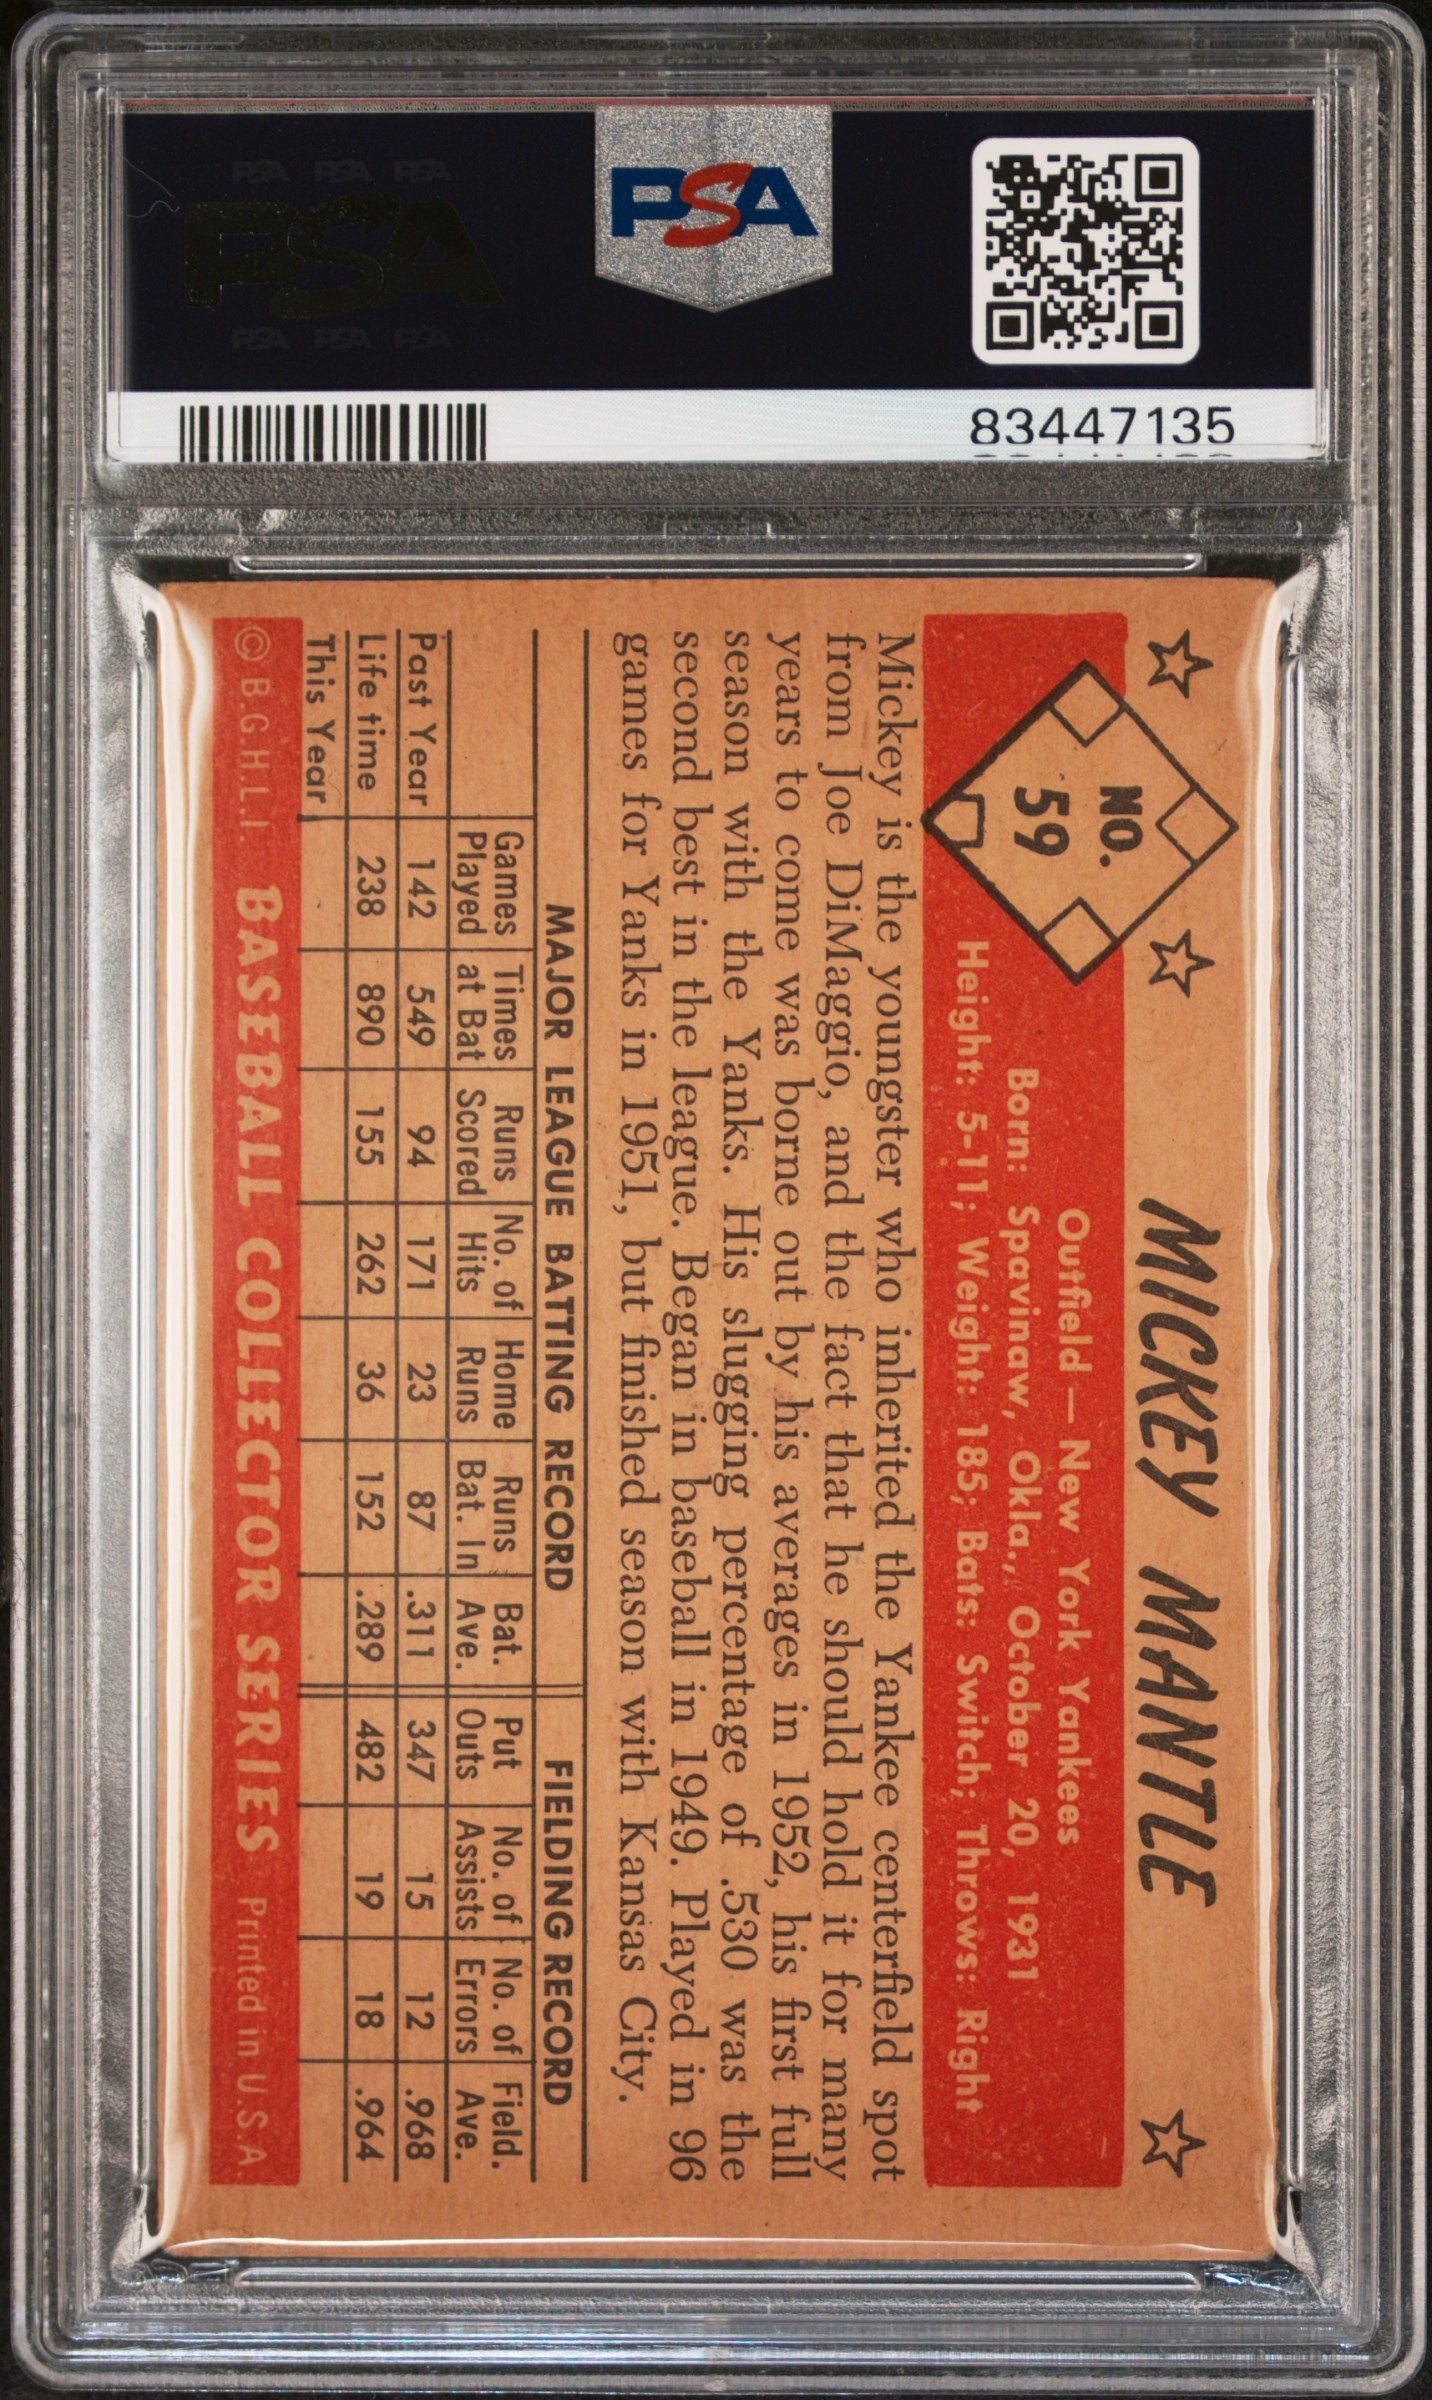 PSA PSA PSA
PSA
PSA PSA PSA
PSA
83447135
MICKEY MANTLE
NO.
59
Outfield — New York Yankees
Born: Spavinaw, Okla., October 20, 1931
Height: 5-11; Weight: 185; Bats: Switch; Throws: Right
Mickey is the youngster who inherited the Yankee centerfield spot
from Joe DiMaggio, and the fact that he should hold it for many
years to come was borne out by his averages in 1952, his first full
season with the Yanks. His slugging percentage of .530 was the
second best in the league. Began in baseball in 1949. Played in 96
games for Yanks in 1951, but finished season with Kansas City.
MAJOR LEAGUE BATTING RECORD FIELDING RECORD
Games Times Runs No. of Home Runs Bat. Put No. of No. of Field.
Played at Bat Scored Hits Runs Bat. In Ave. Outs Assists Errors Ave.
Past Year 142 549 94 171 23 87 .311 347 15 12 .968
Life time 238 890 155 262 36 152 .289 482 19 18 .964
This Year
© B.G.H.L.I. BASEBALL COLLECTOR SERIES Printed in U.S.A.